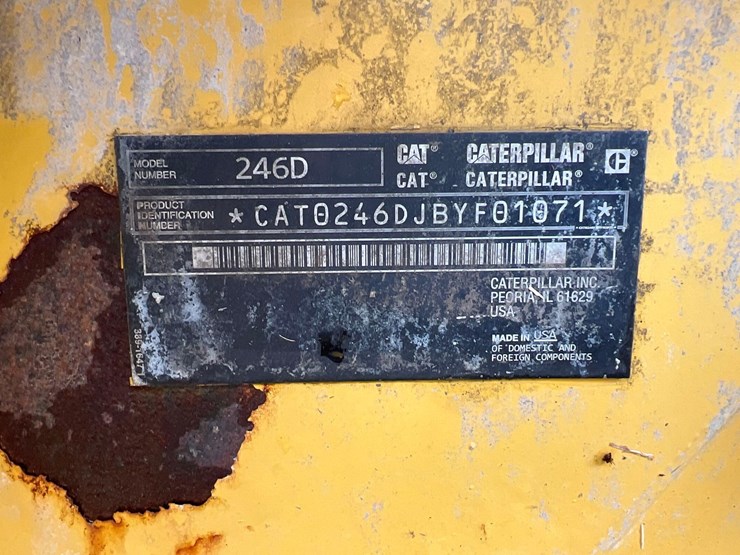 MODEL
NUMBER
246D
CAT® CATERPILLAR® C®
CAT® CATERPILLAR®
PRODUCT
IDENTIFICATION
NUMBER
*CAT0246DJBYF01071*
CATERPILLAR INC.
PEORIA IL 61629
USA
MADE IN USA
OF DOMESTIC AND
FOREIGN COMPONENTS